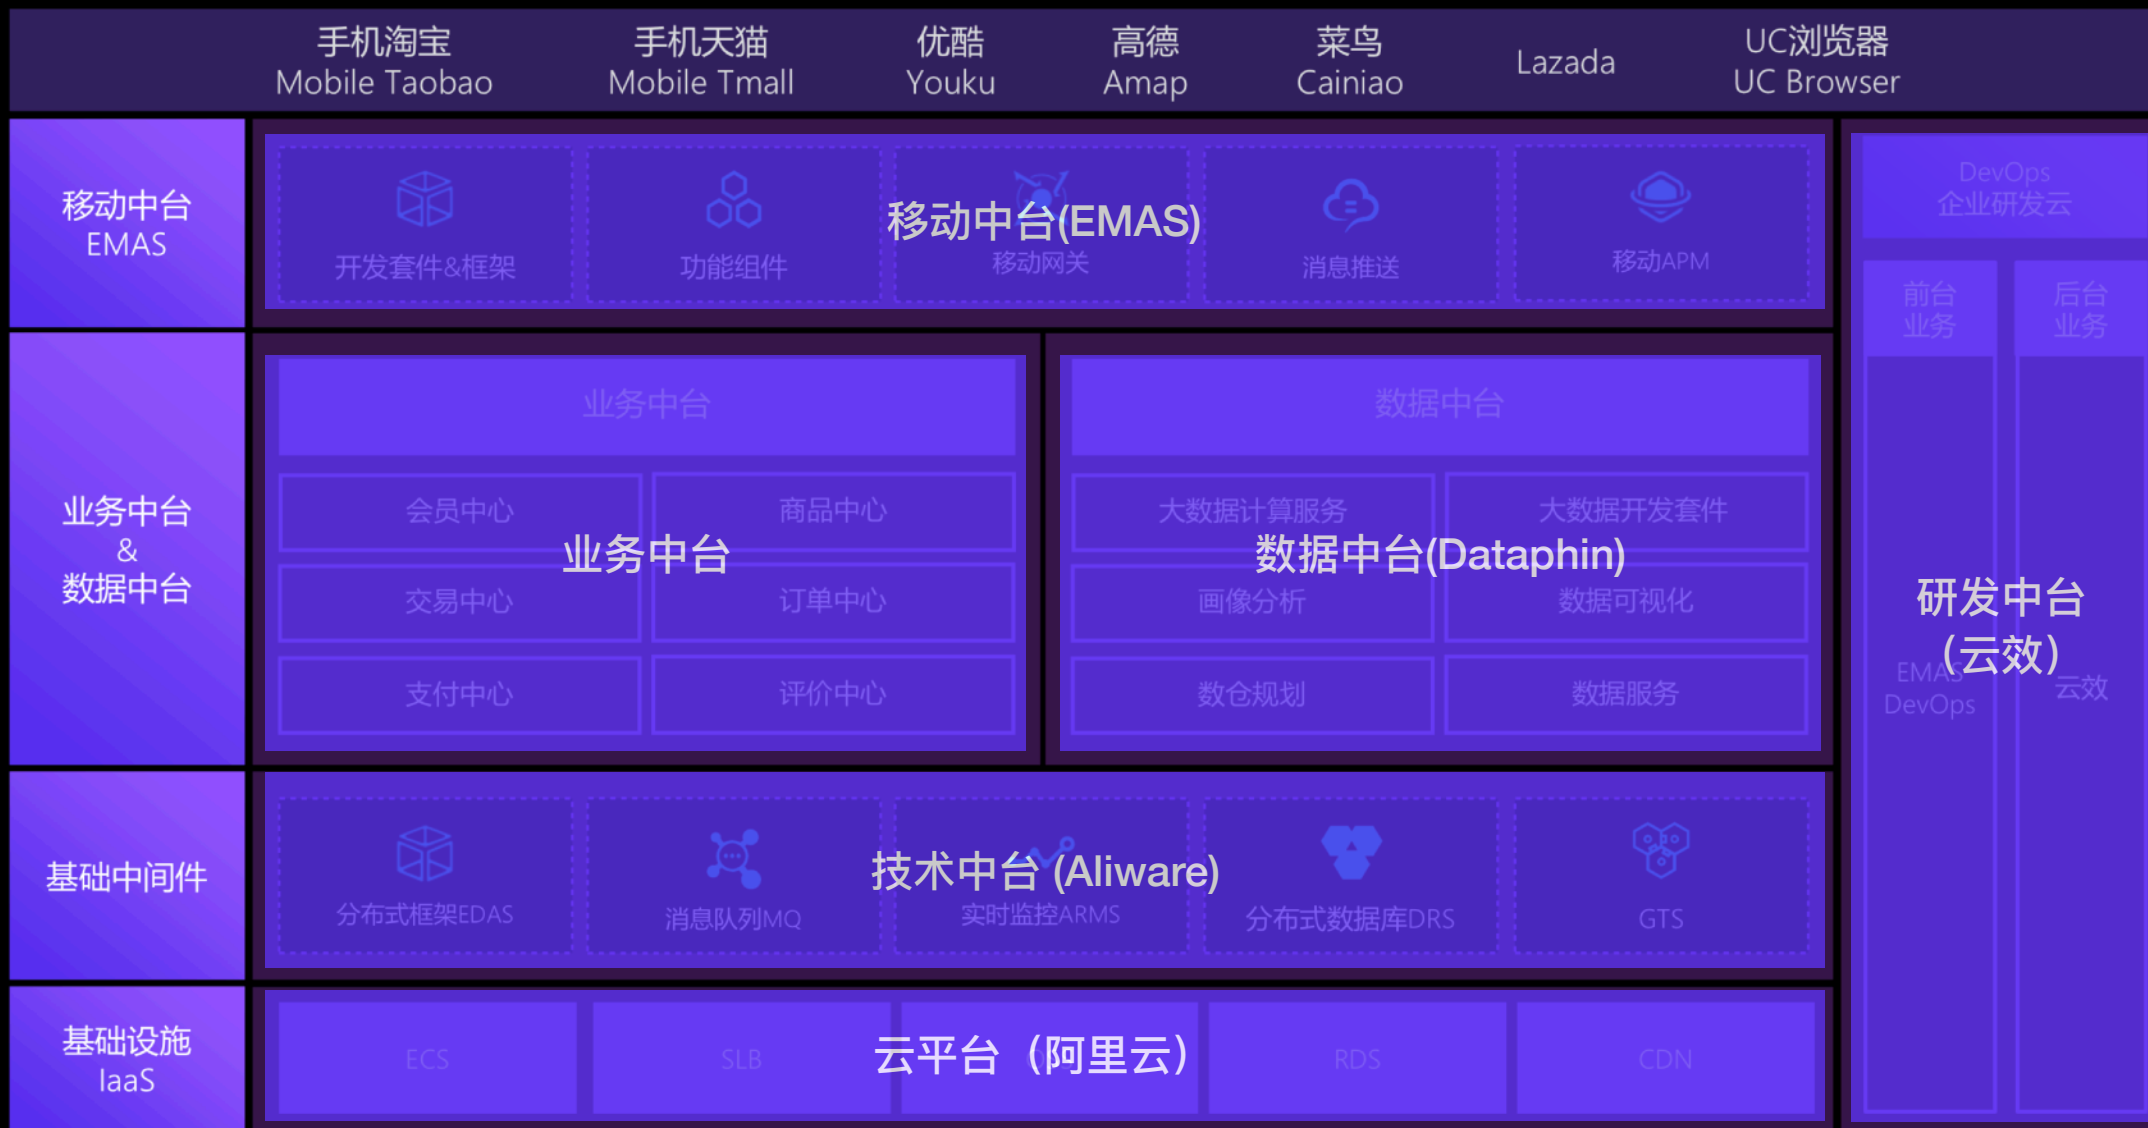 手机淘宝
Mobile Taobao
手机天猫
Mobile Tmall
优酷
Youku
高德
Amap
菜鸟
Cainiao
Lazada
UC浏览器
UC Browser
移动中台
EMAS
开发套件&框架
功能组件
移动中台(EMAS)
移动网关
消息推送
移动APM
业务中台
&
数据中台
业务中台
会员中心
商品中心
业务中台
交易中心
订单中心
支付中心
评价中心
数据中台
大数据计算服务
大数据开发套件
数据中台(Dataphin)
画像分析
数据可视化
数仓规划
数据服务
基础中间件
分布式框架EDAS
消息队列MQ
技术中台 (Aliware)
实时监控ARMS
分布式数据库DRS
GTS
基础设施
IaaS
ECS
SLB
云平台（阿里云）
RDS
CDN
DevOps
企业研发云
前台
业务
后台
业务
研发中台
（云效）
EMAS
DevOps
云效